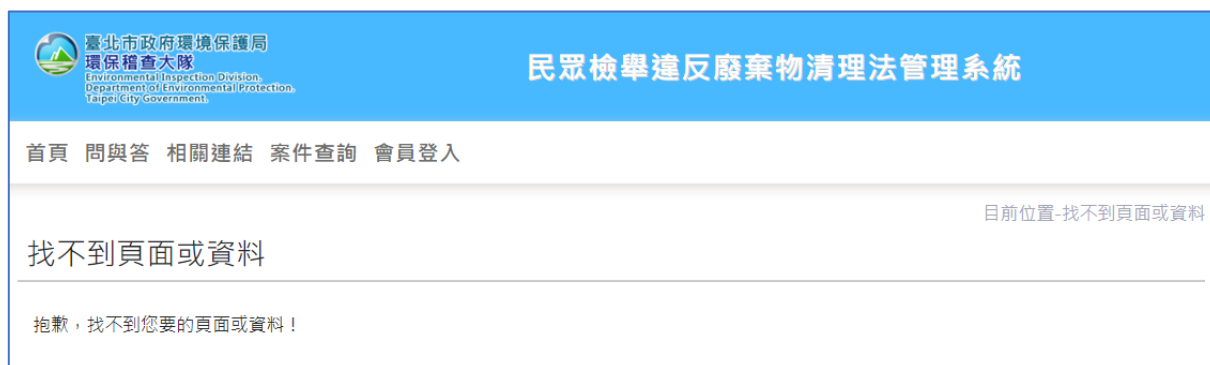 臺北市政府環境保護局
環保稽查大隊
Environmental Inspection Division,
Department of Environmental Protection,
Taipei City Government.
民眾檢舉違反廢棄物清理法管理系統
首頁 問與答 相關連結 案件查詢 會員登入
目前位置-找不到頁面或資料
找不到頁面或資料
抱歉，找不到您要的頁面或資料！